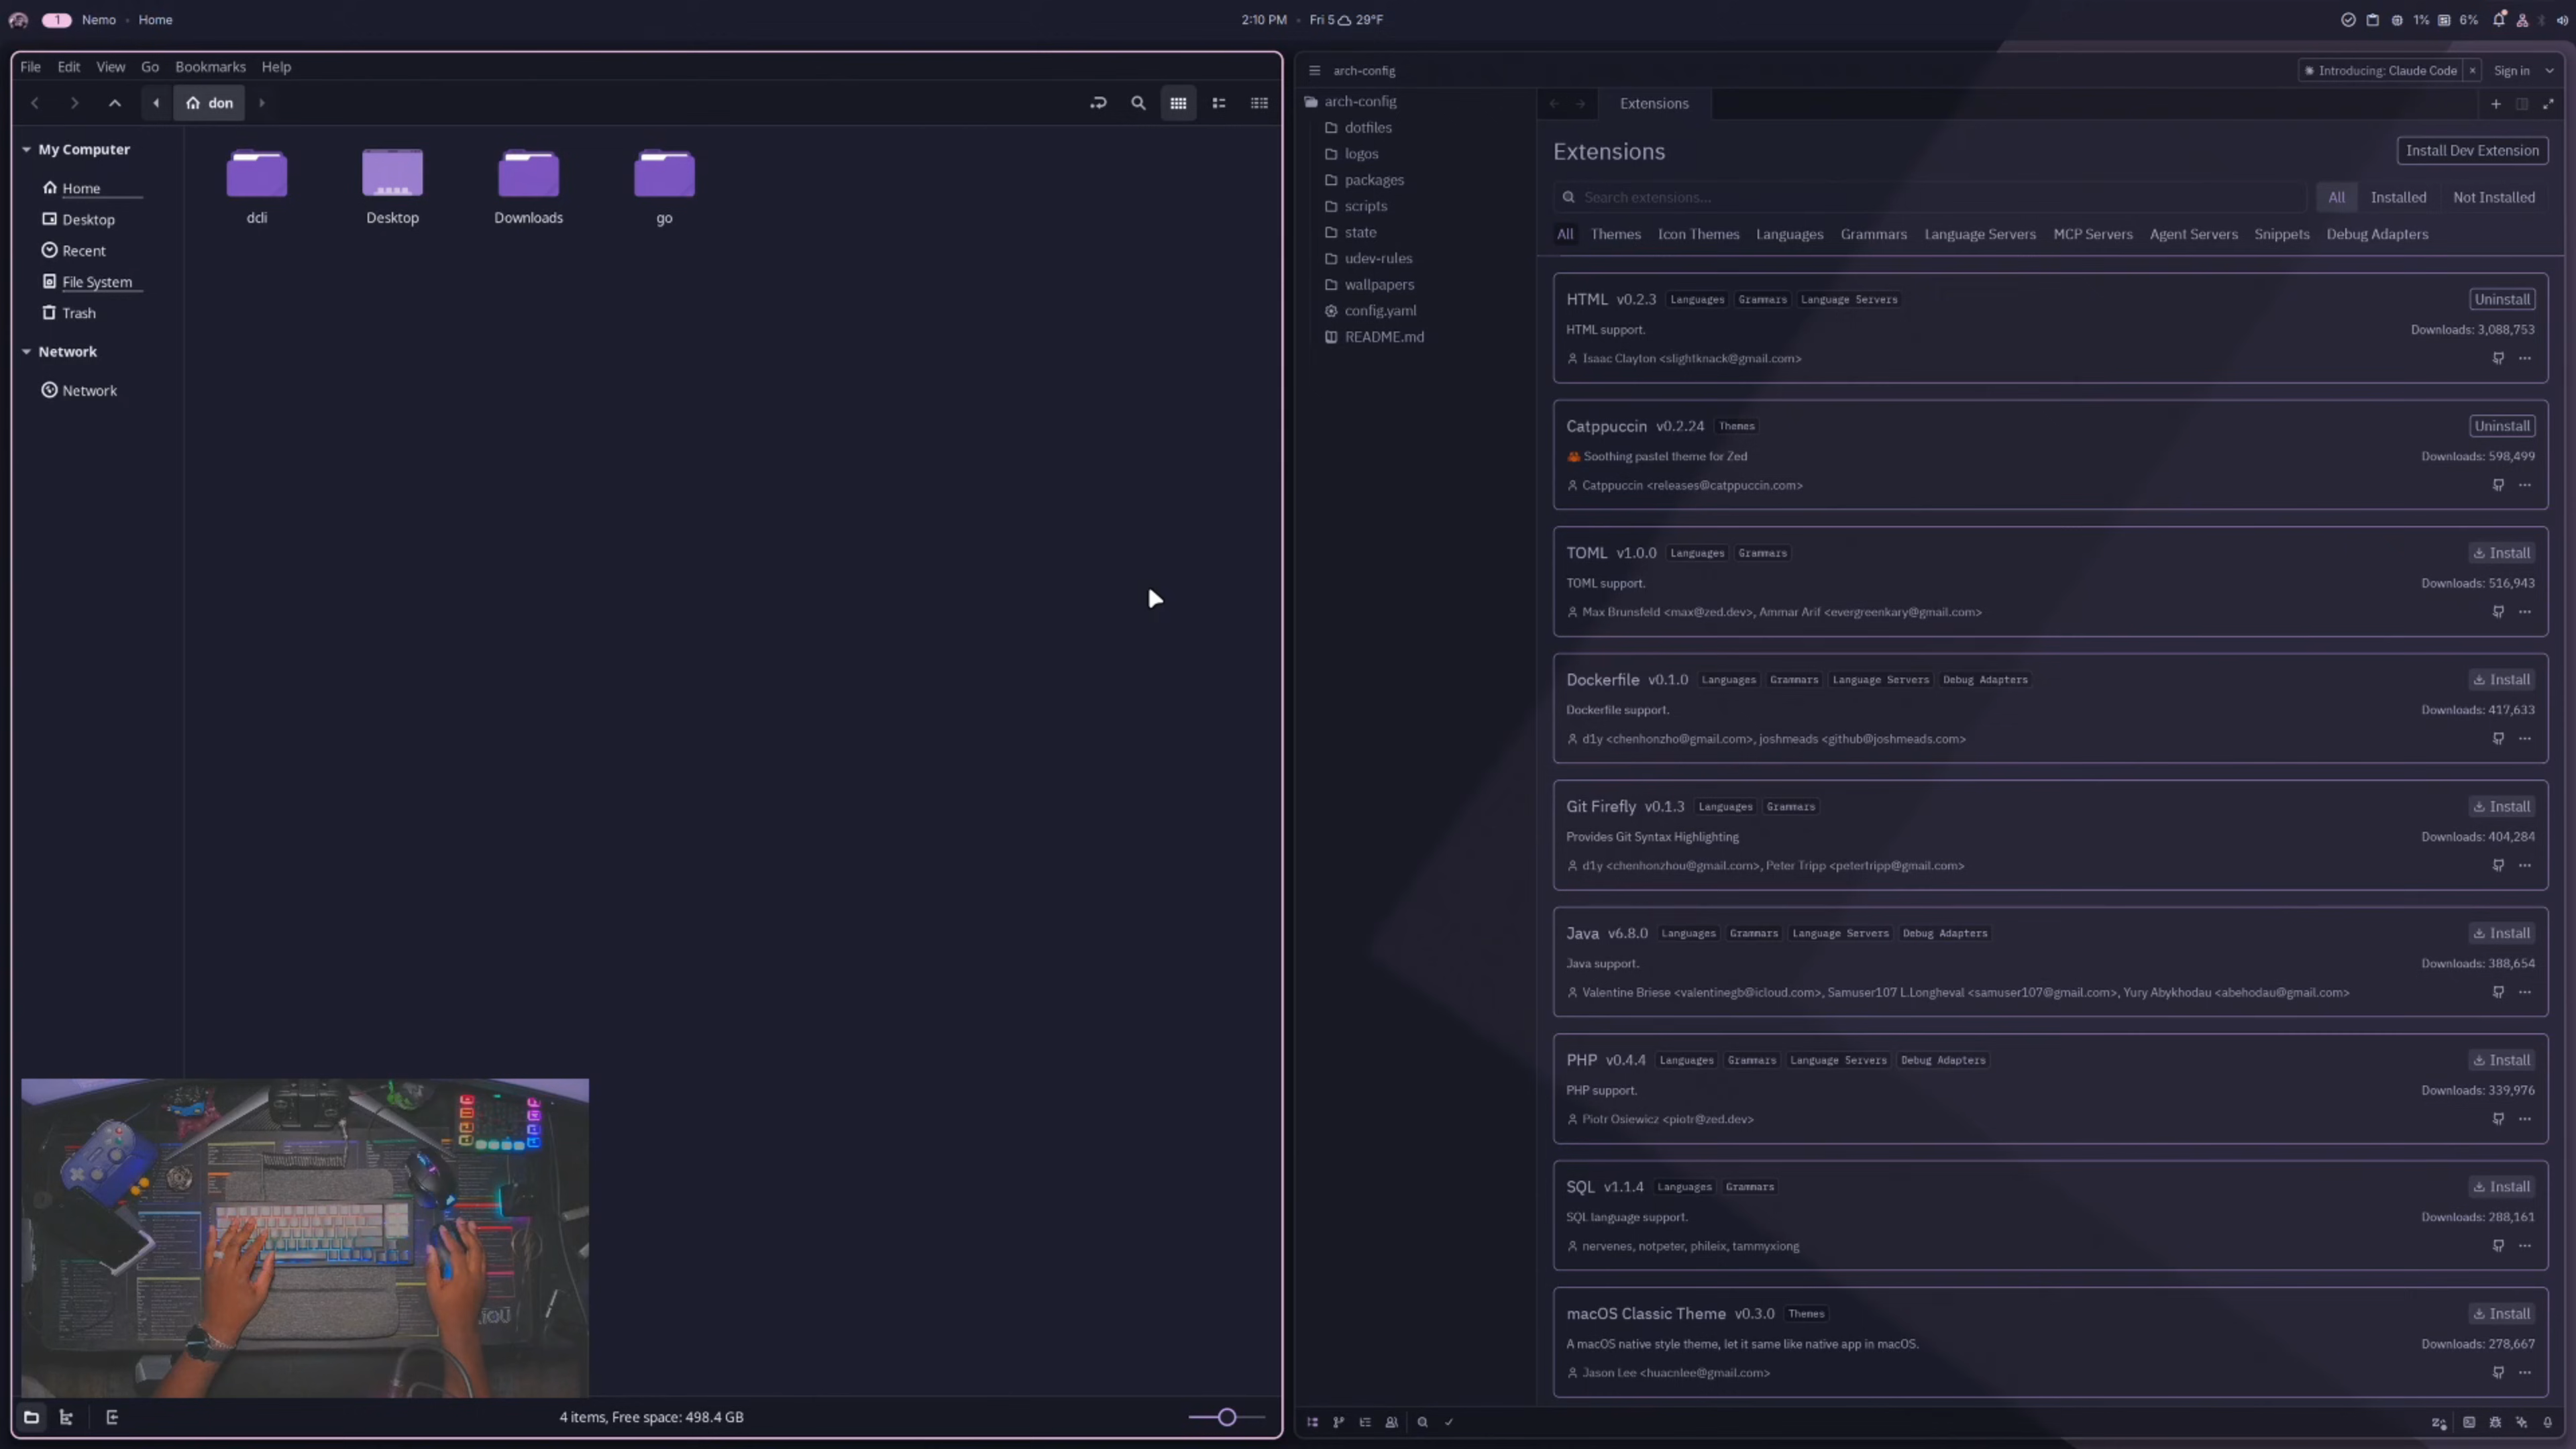 1 Nemo • Home
2:10 PM • Fri 5 29°F
1% 6%
File Edit View Go Bookmarks Help
don
My Computer
Home
Desktop
Recent
File System
Trash
Network
Network
dcli Desktop Downloads go
4 items, Free space: 498.4 GB
arch-config
Introducing: Claude Code × Sign in
arch-config
dotfiles
logos
packages
scripts
state
udev-rules
wallpapers
config.yaml
README.md
Extensions
Extensions
Install Dev Extension
Search extensions...
All Installed Not Installed
All Themes Icon Themes Languages Grammars Language Servers MCP Servers Agent Servers Snippets Debug Adapters
HTML v0.2.3 Languages Grammars Language Servers Uninstall
HTML support. Downloads: 3,088,753
Isaac Clayton <slightknack@gmail.com>
Catppuccin v0.2.24 Themes Uninstall
Soothing pastel theme for Zed Downloads: 598,499
Catppuccin <releases@catppuccin.com>
TOML v1.0.0 Languages Grammars Install
TOML support. Downloads: 516,943
Max Brunsfeld <max@zed.dev>, Ammar Arif <evergreenkary@gmail.com>
Dockerfile v0.1.0 Languages Grammars Language Servers Debug Adapters Install
Dockerfile support. Downloads: 417,633
d1y <chenhonzho@gmail.com>, joshmeads <github@joshmeads.com>
Git Firefly v0.1.3 Languages Grammars Install
Provides Git Syntax Highlighting Downloads: 404,284
d1y <chenhonzhou@gmail.com>, Peter Tripp <petertripp@gmail.com>
Java v6.8.0 Languages Grammars Language Servers Debug Adapters Install
Java support. Downloads: 388,654
Valentine Briese <valentinegb@icloud.com>, Samuser107 L.Longheval <samuser107@gmail.com>, Yury Abykhodau <abehodau@gmail.com>
PHP v0.4.4 Languages Grammars Language Servers Debug Adapters Install
PHP support. Downloads: 339,976
Piotr Osiewicz <piotr@zed.dev>
SQL v1.1.4 Languages Grammars Install
SQL language support. Downloads: 288,161
nervenes, notpeter, phileix, tammyxiong
macOS Classic Theme v0.3.0 Themes Install
A macOS native style theme, let it same like native app in macOS. Downloads: 278,667
Jason Lee <huacnlee@gmail.com>